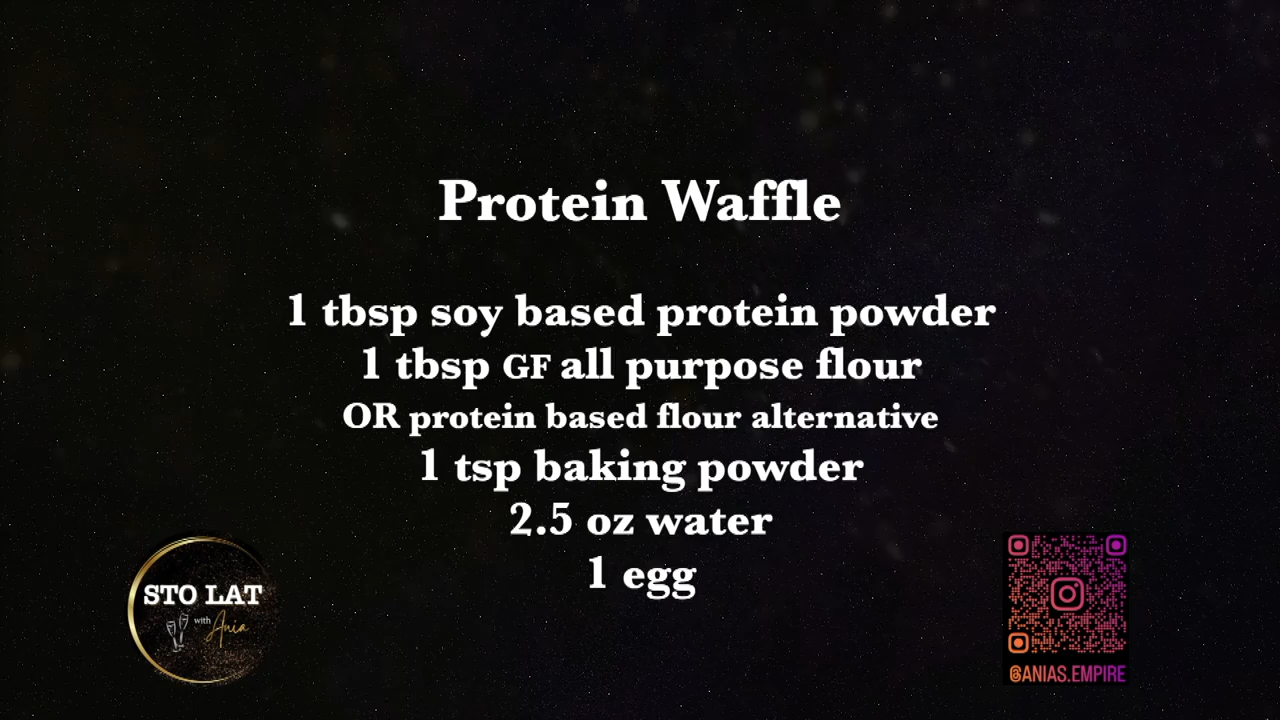 Protein Waffle
1 tbsp soy based protein powder
1 tbsp GF all purpose flour
OR protein based flour alternative
1 tsp baking powder
2.5 oz water
1 egg
STO LAT
with Ania
@ANIAS.EMPIRE